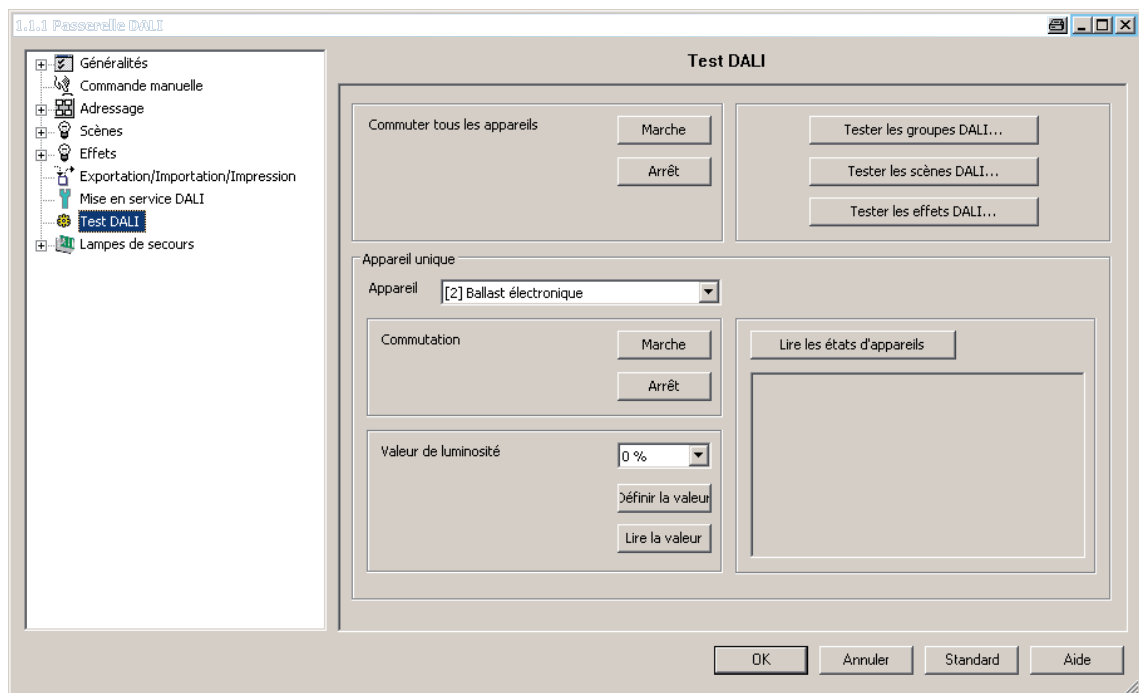 1.1.1 Passerelle DALI
Généralités
Commande manuelle
Adressage
Scènes
Effets
Exportation/Importation/Impression
Mise en service DALI
Test DALI
Lampes de secours
Test DALI
Commuter tous les appareils
Marche
Arrêt
Tester les groupes DALI...
Tester les scènes DALI...
Tester les effets DALI...
Appareil unique
Appareil
[2] Ballast électronique
Commutation
Marche
Arrêt
Lire les états d'appareils
Valeur de luminosité
0 %
Définir la valeur
Lire la valeur
OK
Annuler
Standard
Aide